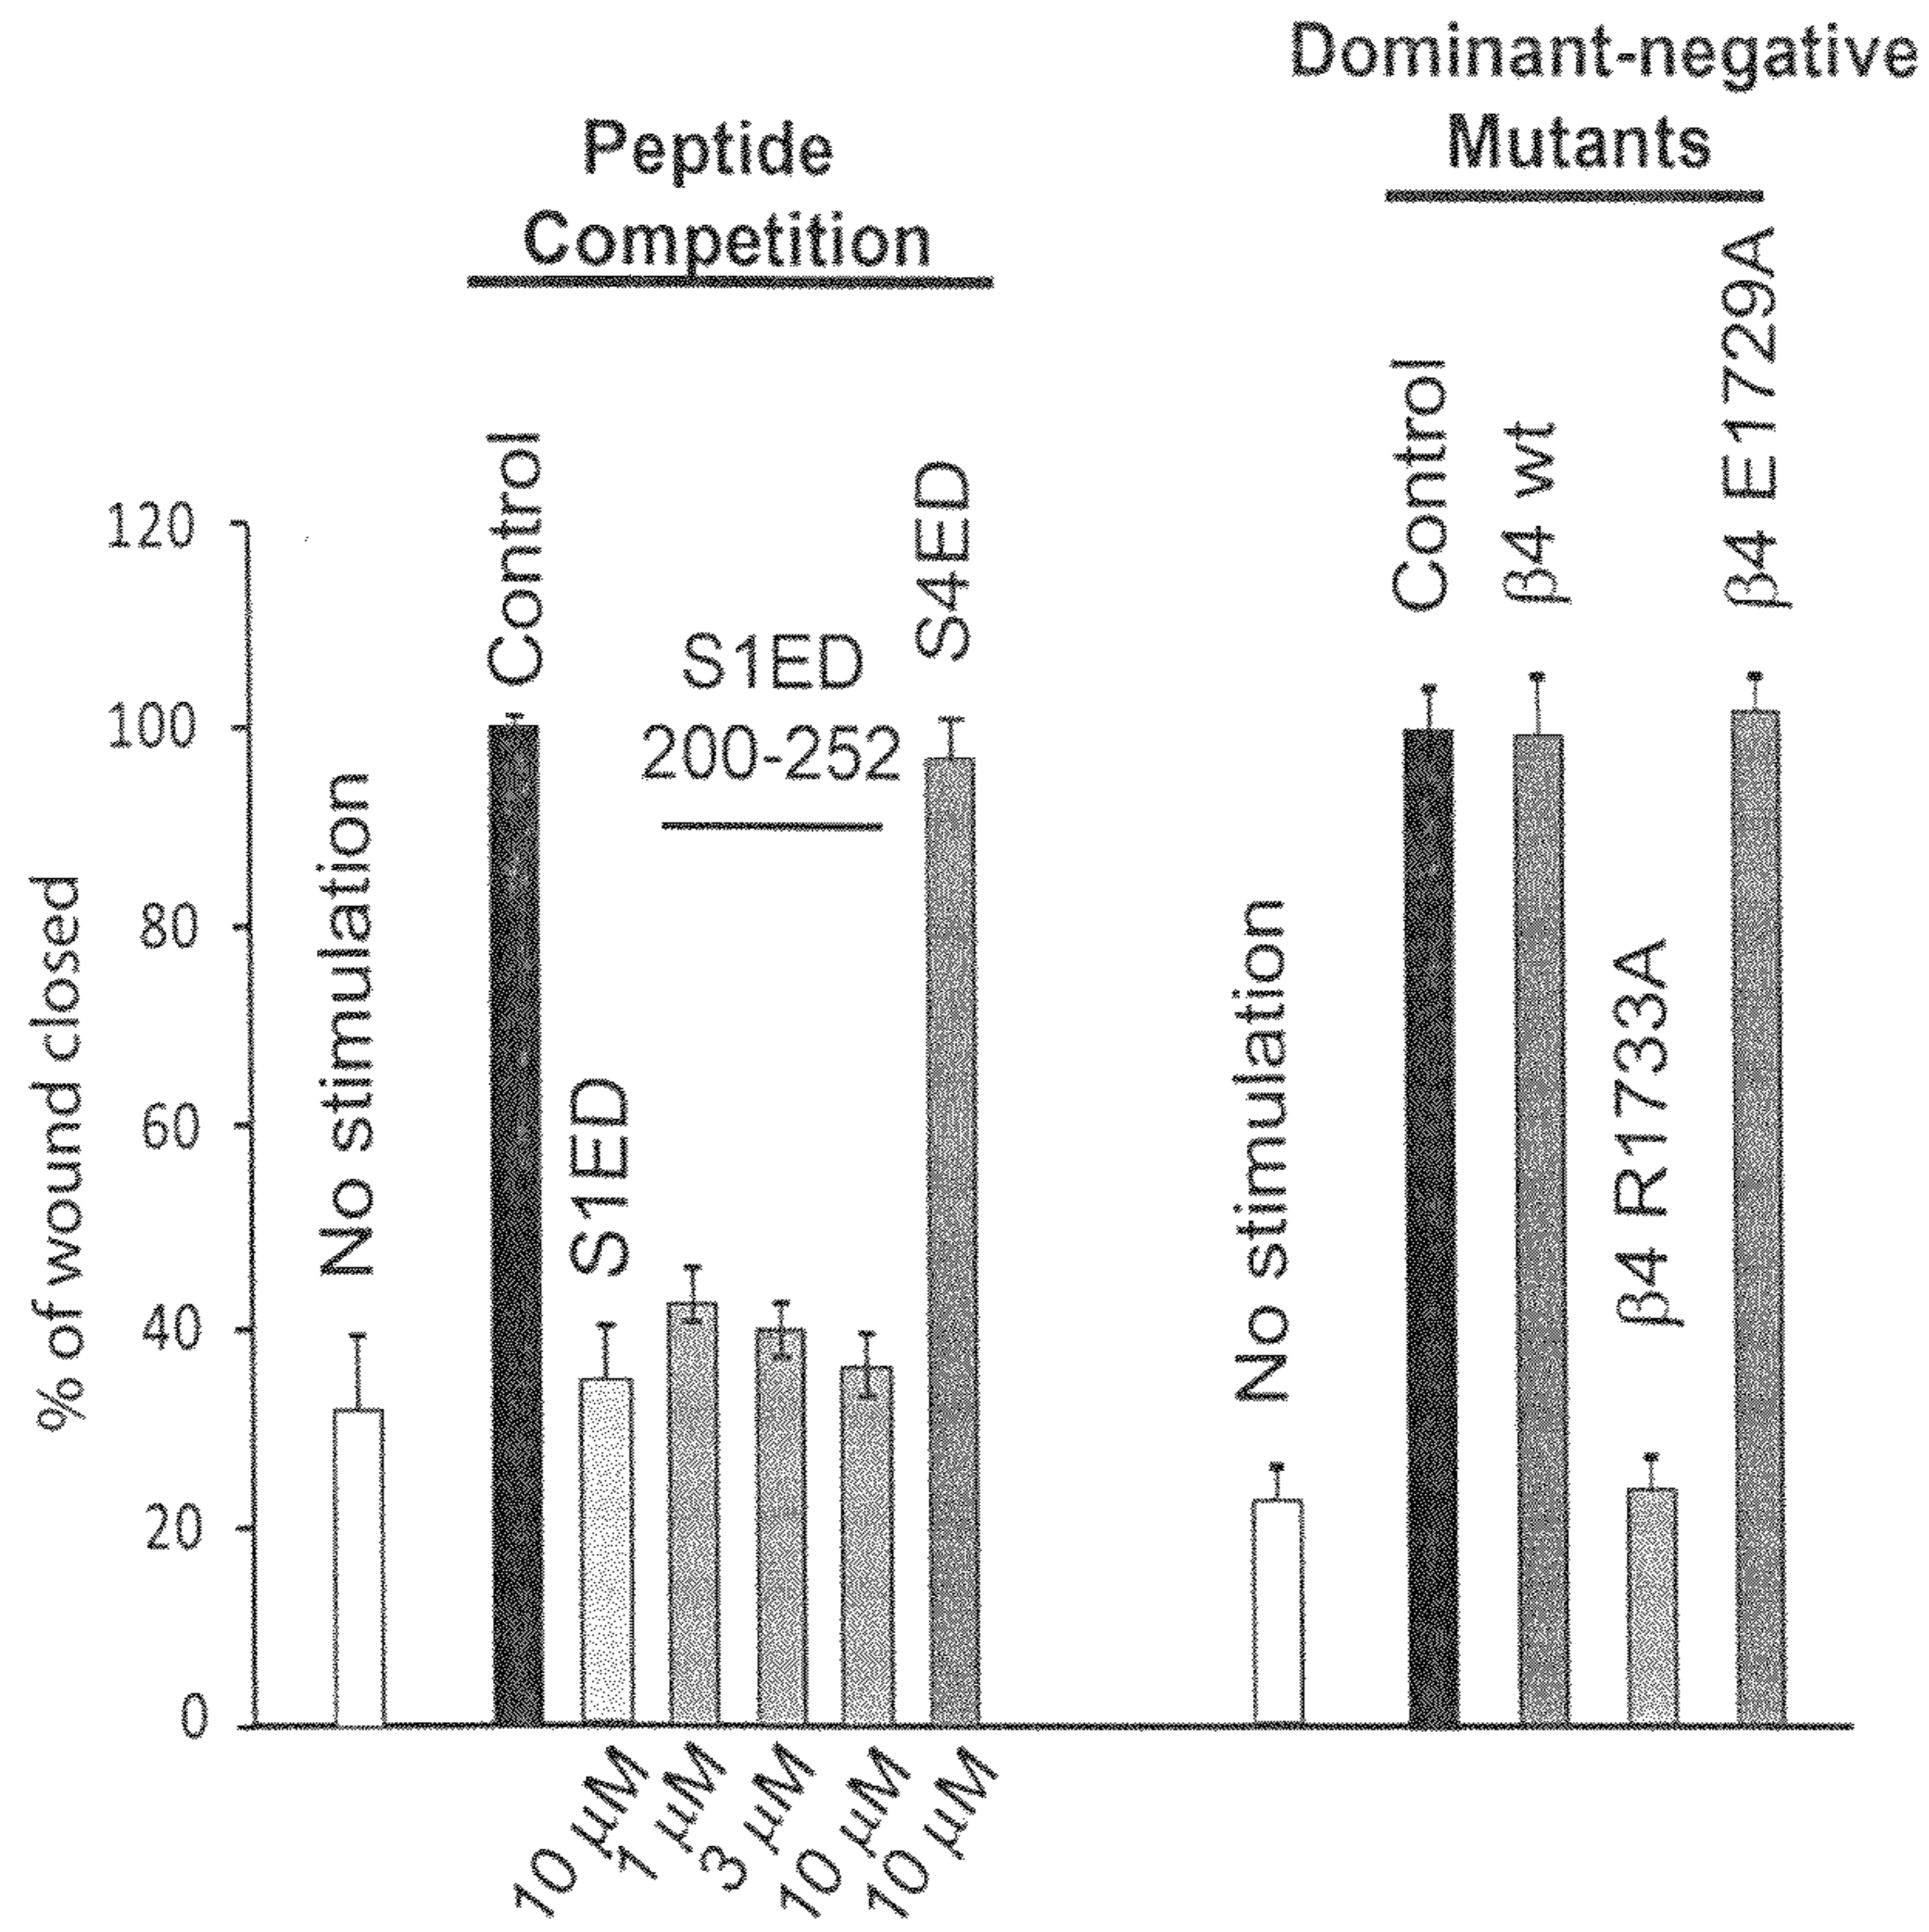 Dominant-negative
Mutants
Peptide
Competition
% of wound closed
120
100
80
60
40
20
0
No stimulation
Control
S1ED
S1ED
200-252
S4ED
10 µM
1 µM
3 µM
10 µM
10 µM
No stimulation
Control
β4 wt
β4 R1733A
β4 E1729A